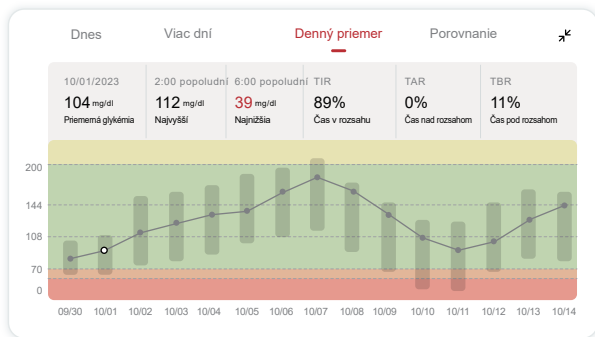 Dnes Viac dní Denný priemer Porovnanie
10/01/2023 2:00 popoludní 6:00 popoludní TIR TAR TBR
104 mg/dl 112 mg/dl 39 mg/dl 89% 0% 11%
Priemerná glykémia Najvyšší Najnižšia Čas v rozsahu Čas nad rozsahom Čas pod rozsahom
200
144
108
70
0
09/30 10/01 10/02 10/03 10/04 10/05 10/06 10/07 10/08 10/09 10/10 10/11 10/12 10/13 10/14